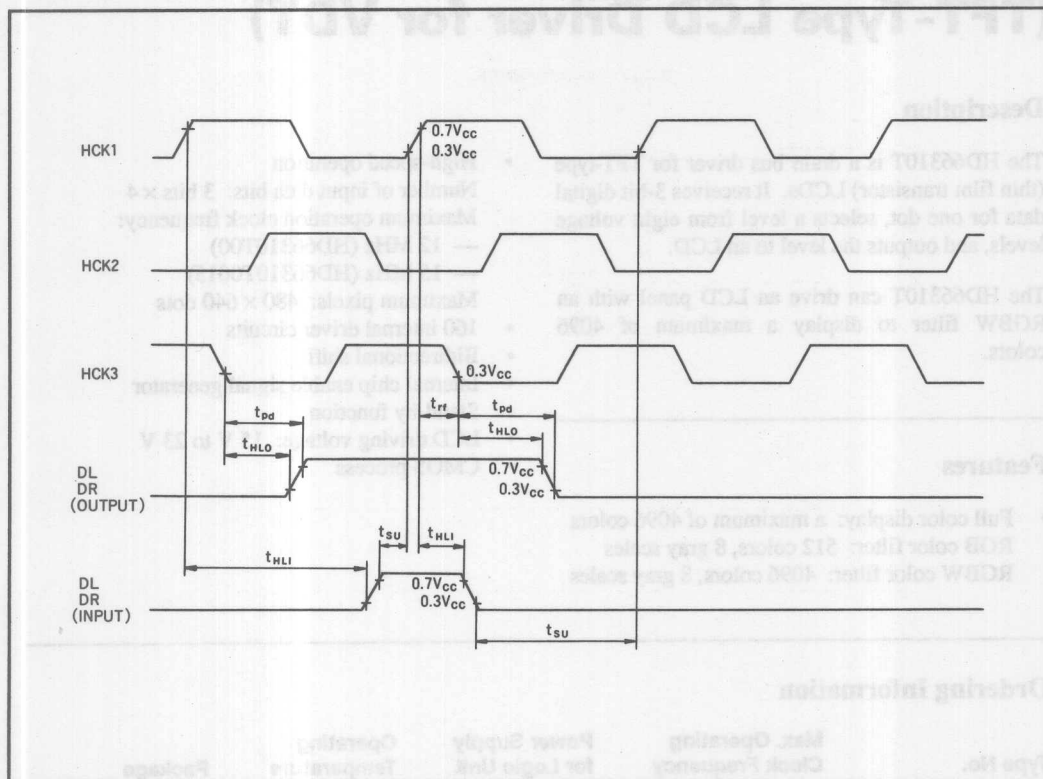 (TFT-Type LCD Driver for VDT)
Description
The HD66310T is a drain bus driver for TFT-type
(thin film transistor) LCDs. It receives 3-bit digital
data for one dot, selects a level from eight voltage
levels, and outputs the level to an LCD.
The HD66310T can drive an LCD panel with an
RGBW filter to display a maximum of 4096
colors.
Features
Full color display: a maximum of 4096 colors
RGB color filter: 512 colors, 8 gray scales
RGBW color filter: 4096 colors, 8 gray scales
• High-speed operation
Number of input data bits: 3 bits × 4
Maximum operation clock frequency:
— 12 MHz
— 15 MHz
Maximum pixels: 480 × 640 dots
• 160 internal driver circuits
• Bidirectional shift
• Internal chip enable signal generator
Stand-by function
LCD driving voltage: 15 V to 23 V
CMOS process
Ordering Information
Type No.
Max. Operating
Clock Frequency
Power Supply
for Logic Unit
Operating
Temperature
Package
HCK1
0.7VCC
0.3VCC
HCK2
HCK3
0.3VCC
tpd
trf
tpd
tHLO
tHLO
DL
DR
(OUTPUT)
0.7VCC
0.3VCC
tSU
tHLI
tHLI
DL
DR
(INPUT)
0.7VCC
0.3VCC
tSU